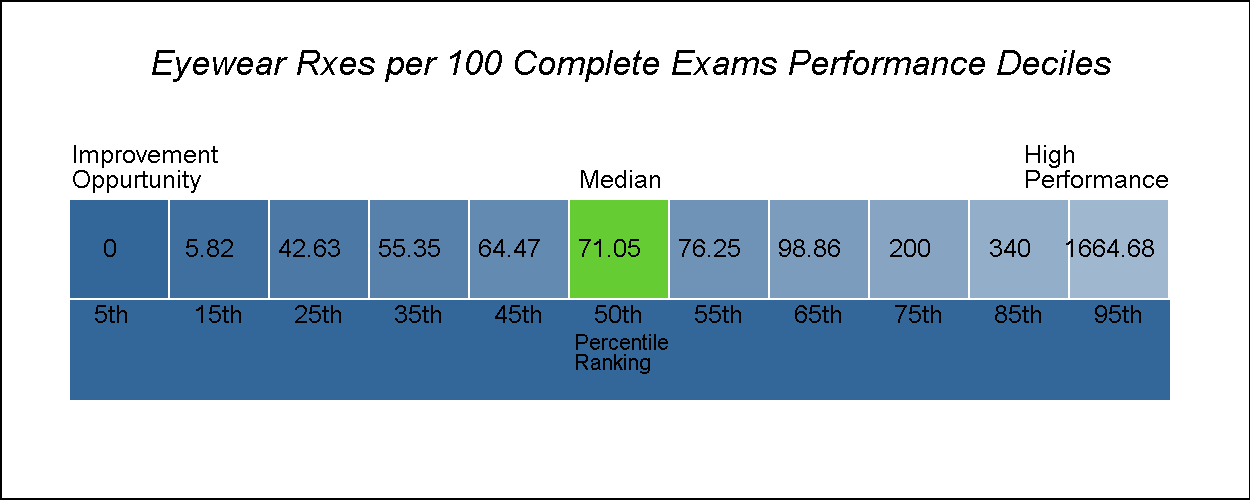 Eyewear Rxes per 100 Complete Exams Performance Deciles
Improvement
Oppurtunity
Median
High
Performance
0 5.82 42.63 55.35 64.47 71.05 76.25 98.86 200 340 1664.68
5th 15th 25th 35th 45th 50th 55th 65th 75th 85th 95th
Percentile
Ranking